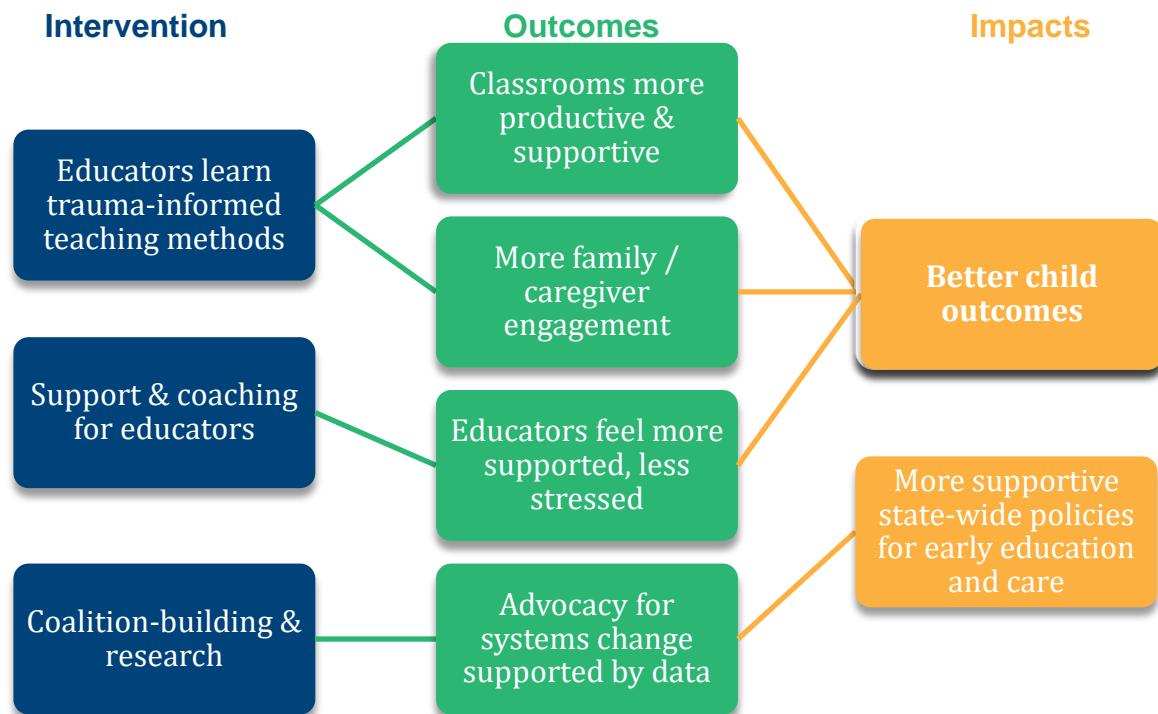 Intervention
Outcomes
Impacts
Educators learn
trauma-informed
teaching methods
Support & coaching
for educators
Coalition-building &
research
Classrooms more
productive &
supportive
More family /
caregiver
engagement
Educators feel more
supported, less
stressed
Advocacy for
systems change
supported by data
Better child
outcomes
More supportive
state-wide policies
for early education
and care